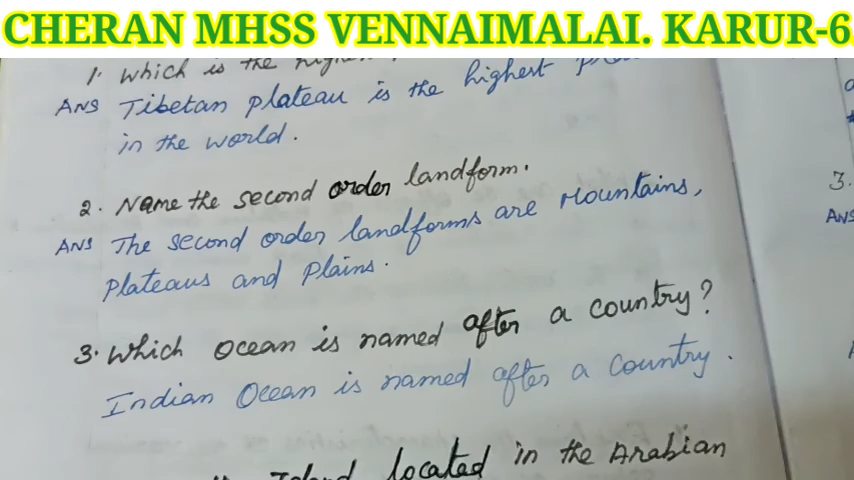 CHERAN MHSS VENNAIMALAI. KARUR-6
1. Which is the
Ans Tibetan plateau is the highest
in the world.
2. Name the second order landform.
Ans The second order landforms are Mountains,
plateaus and plains.
3. Which ocean is named after a country?
Indian Ocean is named after a country.
Island located in the Arabian
3.
Ans